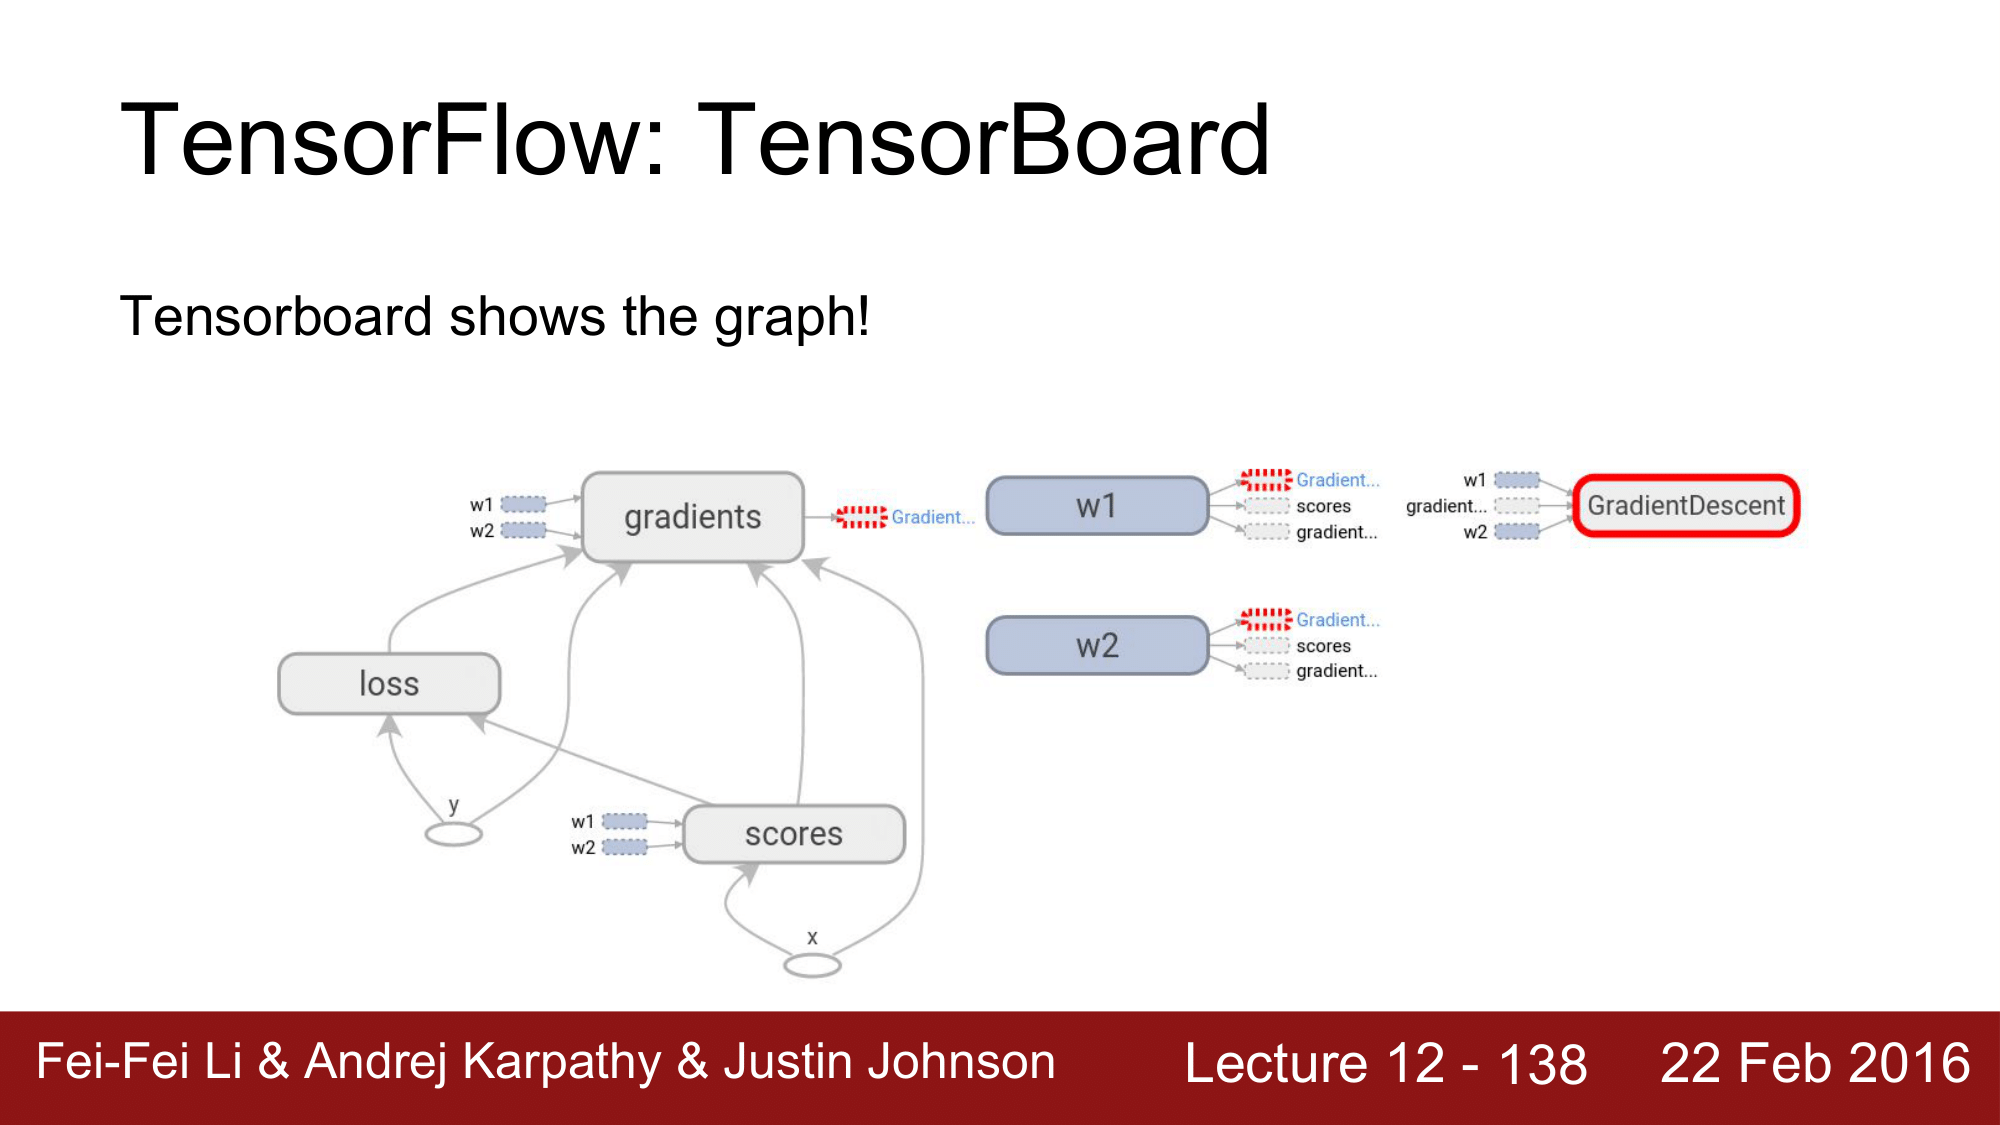 TensorFlow: TensorBoard
Tensorboard shows the graph!
w1
w2
gradients
Gradient...
w1
Gradient...
scores
gradient...
w1
gradient...
w2
GradientDescent
w2
Gradient...
scores
gradient...
loss
y
w1
w2
scores
x
Fei-Fei Li & Andrej Karpathy & Justin Johnson
Lecture 12 - 138
22 Feb 2016